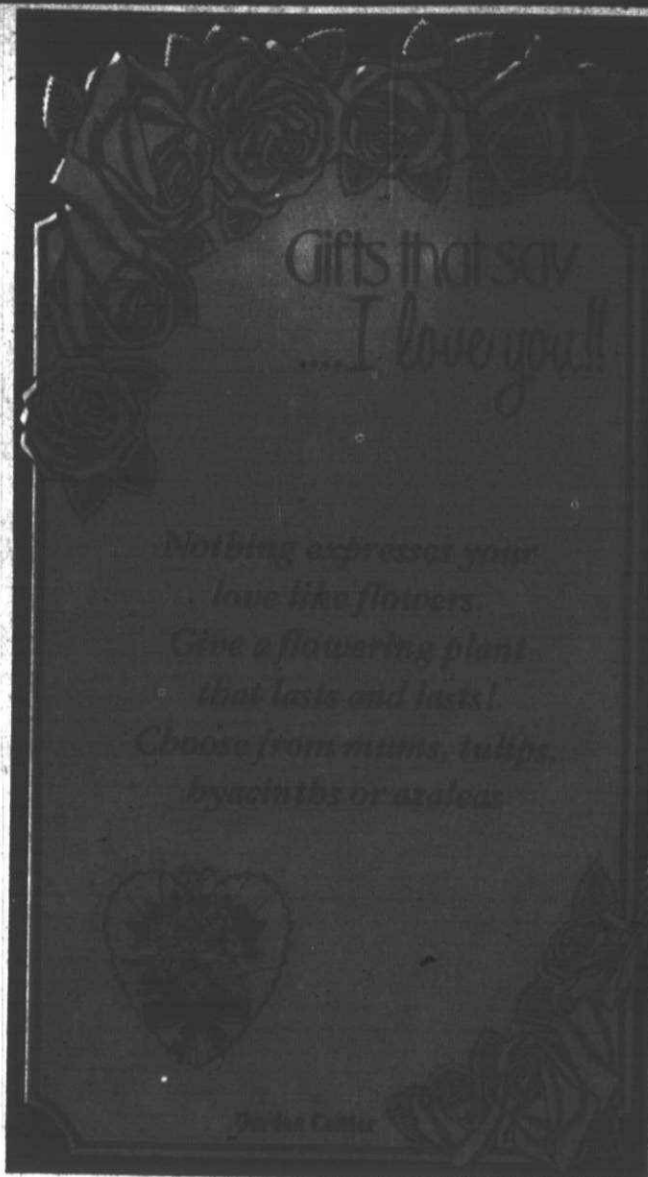 Gifts that say
....I love you!!
Nothing expresses your
love like flowers.
Give a flowering plant
that lasts and lasts!
Choose from mums, tulips,
hyacinths or azaleas
Center